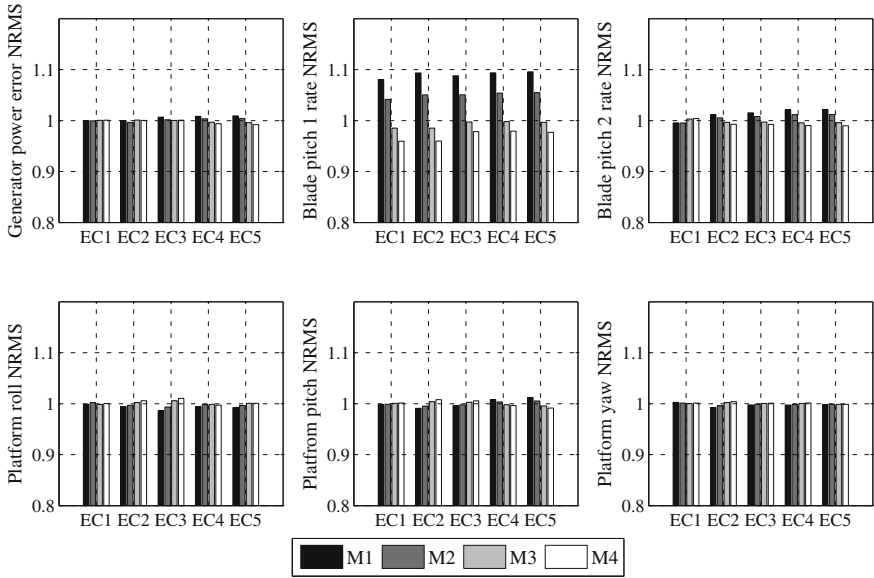 Generator power error NRMS
1.1
1
0.9
0.8
EC1 EC2 EC3 EC4 EC5
Blade pitch 1 rate NRMS
1.1
1
0.9
0.8
EC1 EC2 EC3 EC4 EC5
Blade pitch 2 rate NRMS
1.1
1
0.9
0.8
EC1 EC2 EC3 EC4 EC5
Platform roll NRMS
1.1
1
0.9
0.8
EC1 EC2 EC3 EC4 EC5
Platfrom pitch NRMS
1.1
1
0.9
0.8
EC1 EC2 EC3 EC4 EC5
Platform yaw NRMS
1.1
1
0.9
0.8
EC1 EC2 EC3 EC4 EC5
M1 M2 M3 M4